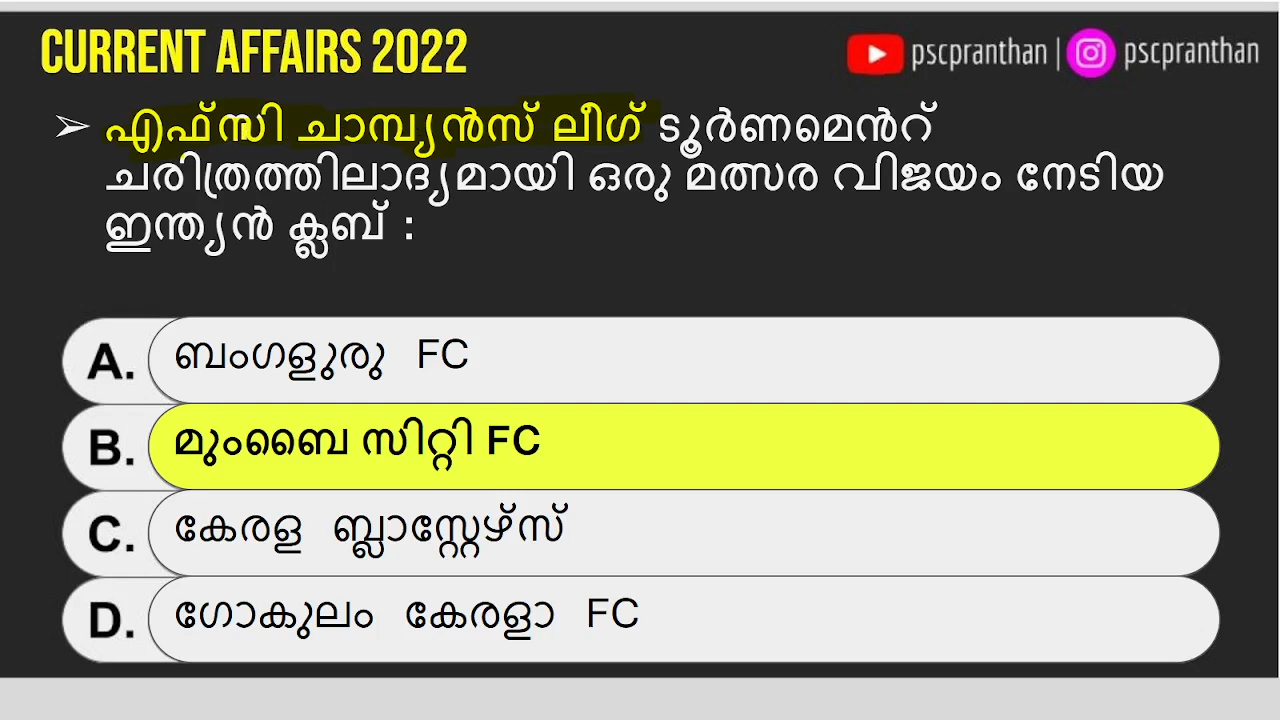 CURRENT AFFAIRS 2022
pscpranthan | pscpranthan
➢ എഫ്സി ചാമ്പ്യൻസ് ലീഗ് ടൂർണമെൻറ്
ചരിത്രത്തിലാദ്യമായി ഒരു മത്സര വിജയം നേടിയ
ഇന്ത്യൻ ക്ലബ് :
A. ബംഗളുരു FC
B. മുംബൈ സിറ്റി FC
C. കേരള ബ്ലാസ്റ്റേഴ്സ്
D. ഗോകുലം കേരളാ FC